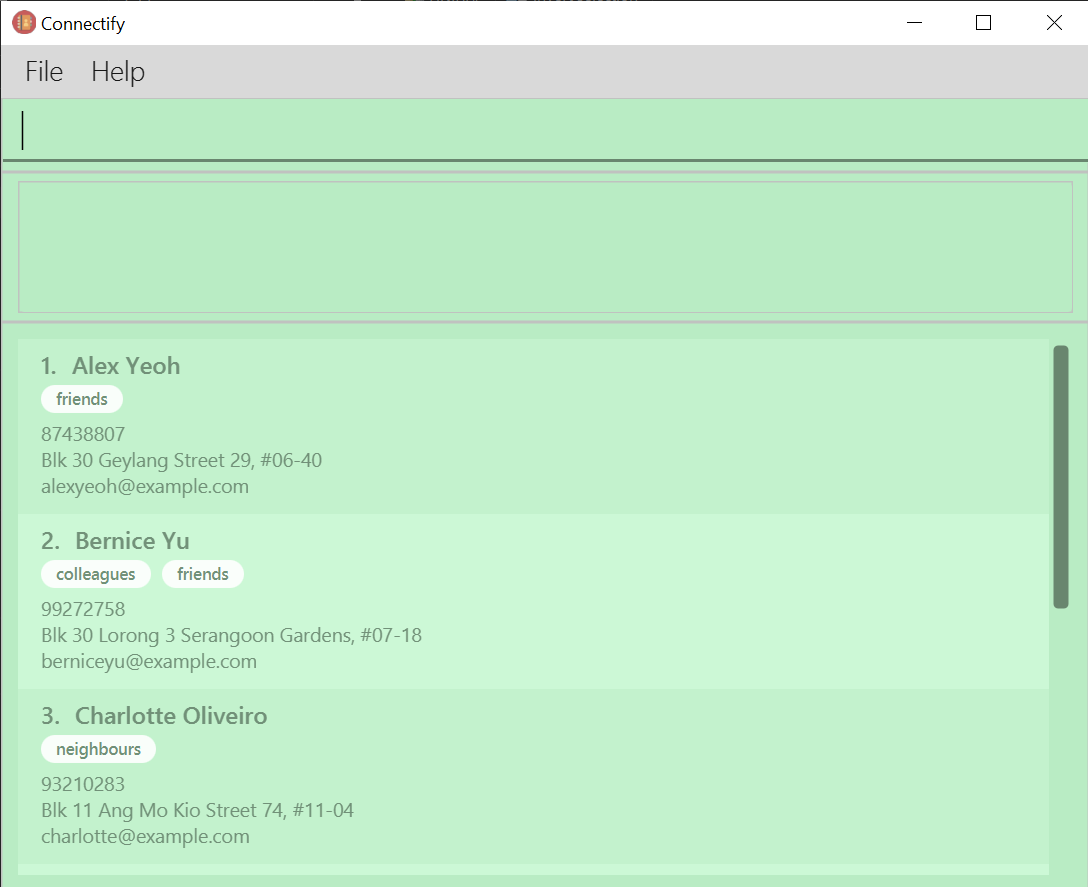 Connectify
File Help
1. Alex Yeoh
friends
87438807
Blk 30 Geylang Street 29, #06-40
alexyeoh@example.com
2. Bernice Yu
colleagues friends
99272758
Blk 30 Lorong 3 Serangoon Gardens, #07-18
berniceyu@example.com
3. Charlotte Oliveiro
neighbours
93210283
Blk 11 Ang Mo Kio Street 74, #11-04
charlotte@example.com